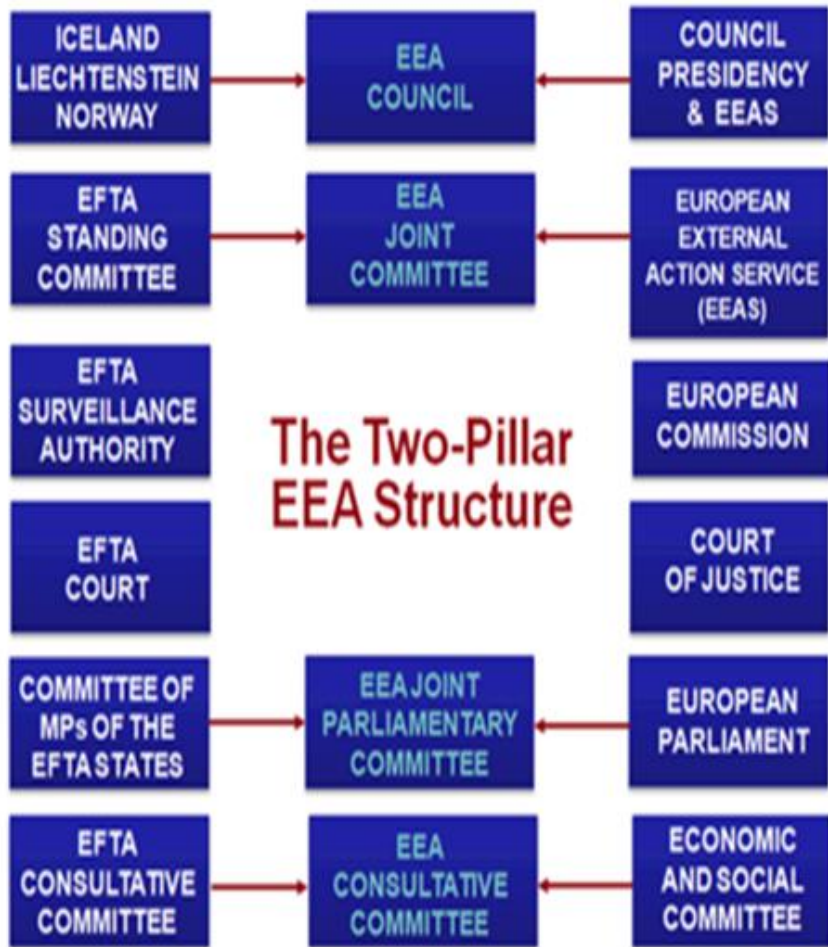 ICELAND
LIECHTENSTEIN
NORWAY
EEA
COUNCIL
COUNCIL
PRESIDENCY
& EEAS
EFTA
STANDING
COMMITTEE
EEA
JOINT
COMMITTEE
EUROPEAN
EXTERNAL
ACTION SERVICE
(EEAS)
EFTA
SURVEILLANCE
AUTHORITY
The Two-Pillar
EEA Structure
EUROPEAN
COMMISSION
EFTA
COURT
COURT
OF JUSTICE
COMMITTEE OF
MPs OF THE
EFTA STATES
EEA JOINT
PARLIAMENTARY
COMMITTEE
EUROPEAN
PARLIAMENT
EFTA
CONSULTATIVE
COMMITTEE
EEA
CONSULTATIVE
COMMITTEE
ECONOMIC
AND SOCIAL
COMMITTEE